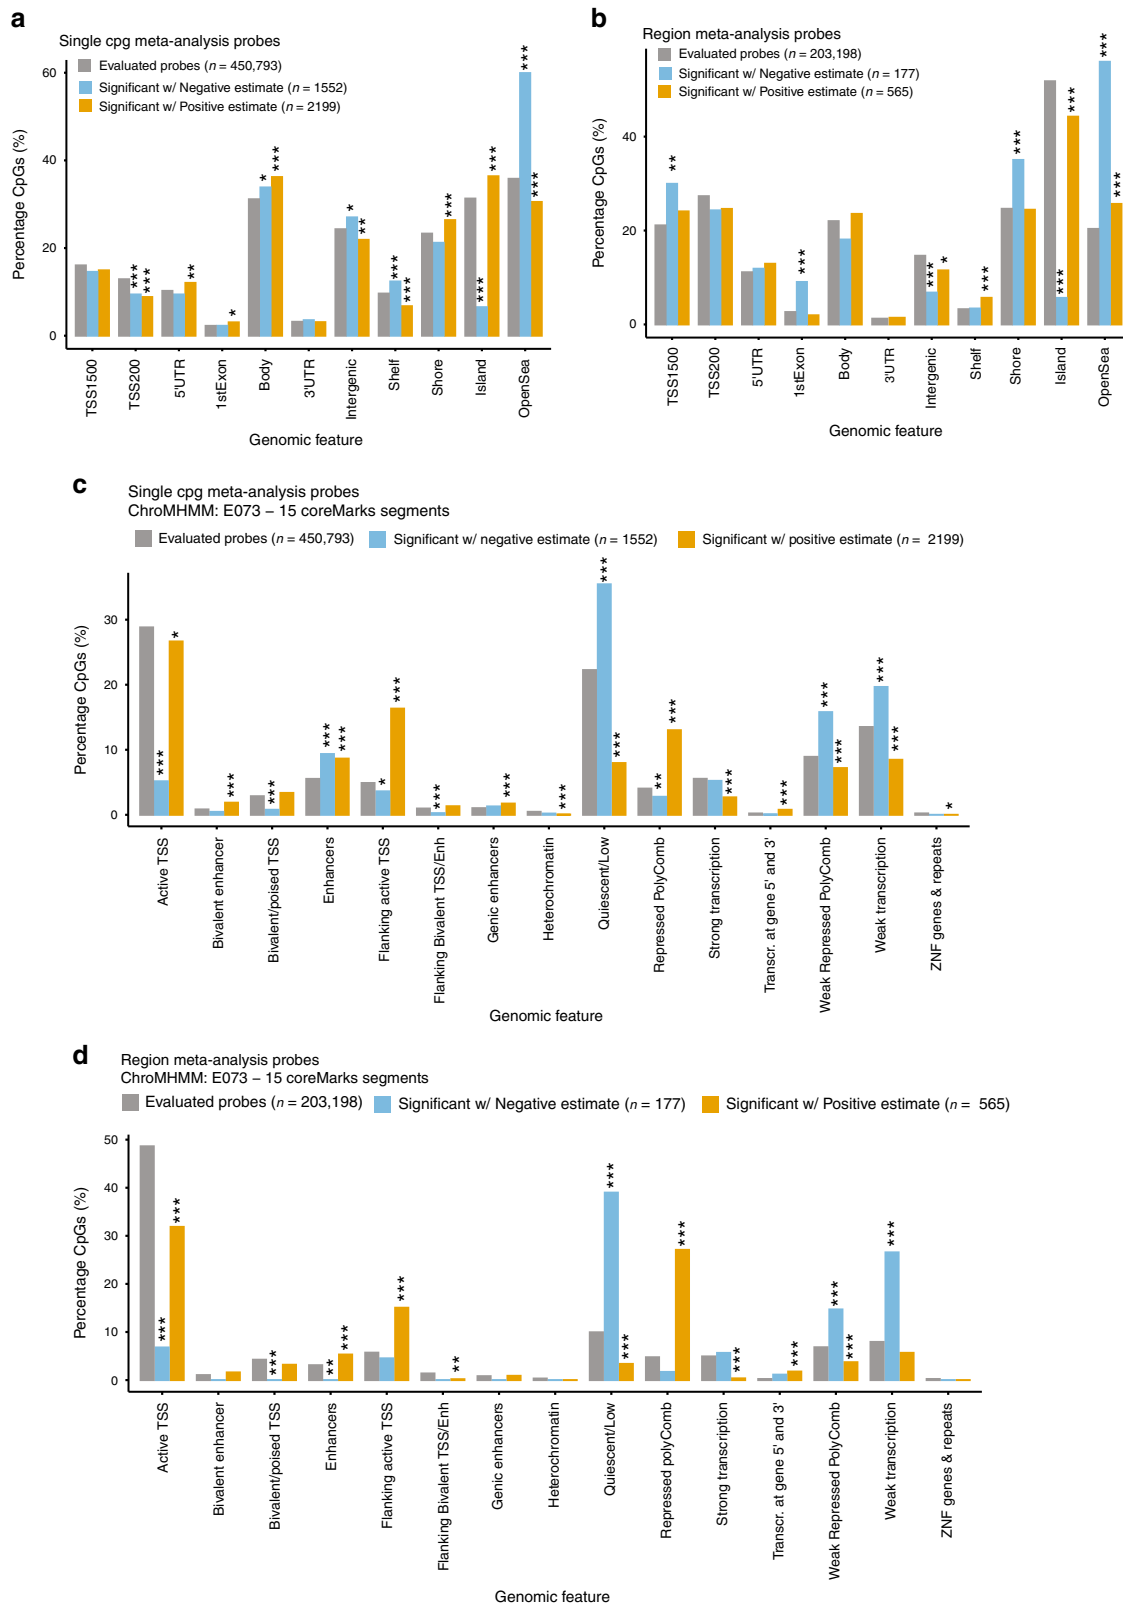 a
Single cpg meta-analysis probes
Evaluated probes (n = 450,793)
Significant w/ Negative estimate (n = 1552)
Significant w/ Positive estimate (n = 2199)
Percentage CpGs (%)
60
40
20
0
*** *** ** * * *** * ** *** *** *** *** *** *** ***
TSS1500
TSS200
5'UTR
1stExon
Body
3'UTR
Intergenic
Shelf
Shore
Island
OpenSea
Genomic feature
b
Region meta-analysis probes
Evaluated probes (n = 203,198)
Significant w/ Negative estimate (n = 177)
Significant w/ Positive estimate (n = 565)
Percentage CpGs (%)
40
20
0
** *** *** * *** *** *** *** *** ***
TSS1500
TSS200
5'UTR
1stExon
Body
3'UTR
Intergenic
Shelf
Shore
Island
OpenSea
Genomic feature
c
Single cpg meta-analysis probes
ChroMHMM: E073 – 15 coreMarks segments
Evaluated probes (n = 450,793)
Significant w/ negative estimate (n = 1552)
Significant w/ positive estimate (n = 2199)
Percentage CpGs (%)
30
20
10
0
*** * *** *** *** *** * *** *** *** *** *** *** ** *** *** *** *** *** *** *** *
Active TSS
Bivalent enhancer
Bivalent/poised TSS
Enhancers
Flanking active TSS
Flanking Bivalent TSS/Enh
Genic enhancers
Heterochromatin
Quiescent/Low
Repressed PolyComb
Strong transcription
Transcr. at gene 5' and 3'
Weak Repressed PolyComb
Weak transcription
ZNF genes & repeats
Genomic feature
d
Region meta-analysis probes
ChroMHMM: E073 – 15 coreMarks segments
Evaluated probes (n = 203,198)
Significant w/ Negative estimate (n = 177)
Significant w/ Positive estimate (n = 565)
Percentage CpGs (%)
50
40
30
20
10
0
*** *** *** ** *** *** ** *** *** *** *** *** *** *** ***
Active TSS
Bivalent enhancer
Bivalent/poised TSS
Enhancers
Flanking active TSS
Flanking Bivalent TSS/Enh
Genic enhancers
Heterochromatin
Quiescent/Low
Repressed polyComb
Strong transcription
Transcr. at gene 5' and 3'
Weak Repressed PolyComb
Weak transcription
ZNF genes & repeats
Genomic feature